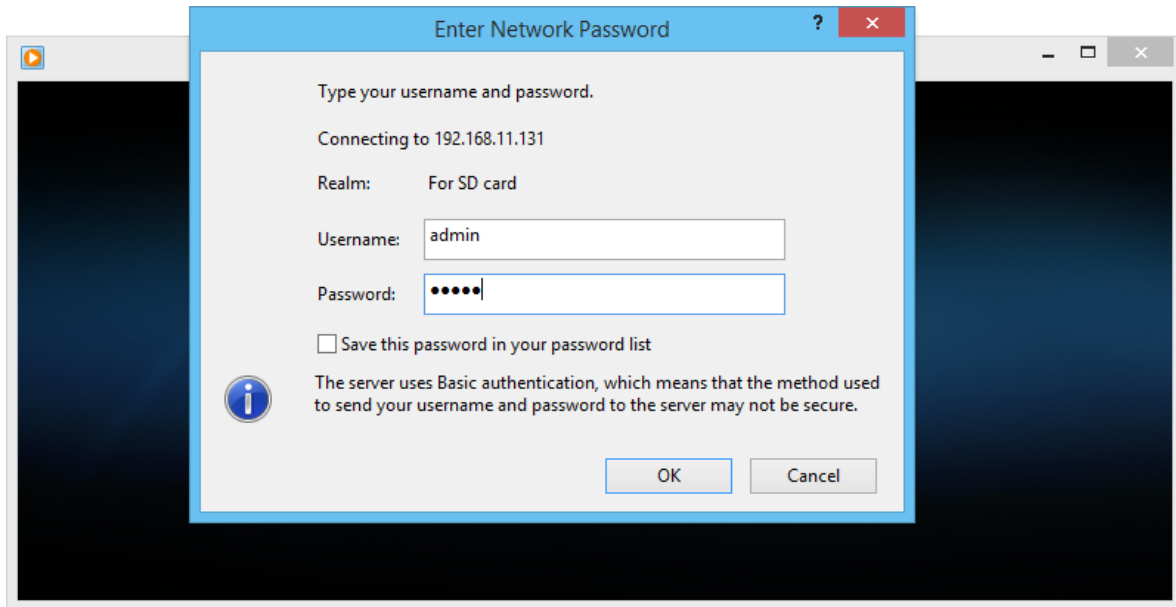 Enter Network Password
?
Type your username and password.
Connecting to 192.168.11.131
Realm: For SD card
Username: admin
Password: •••••
Save this password in your password list
The server uses Basic authentication, which means that the method used
to send your username and password to the server may not be secure.
OK Cancel